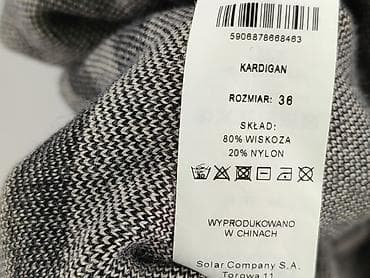 5906878668463
KARDIGAN
ROZMIAR: 36
SKŁAD:
80% WISKOZA
20% NYLON
WYPRODUKOWANO
W CHINACH
Solar Company S.A.
Torowa 11